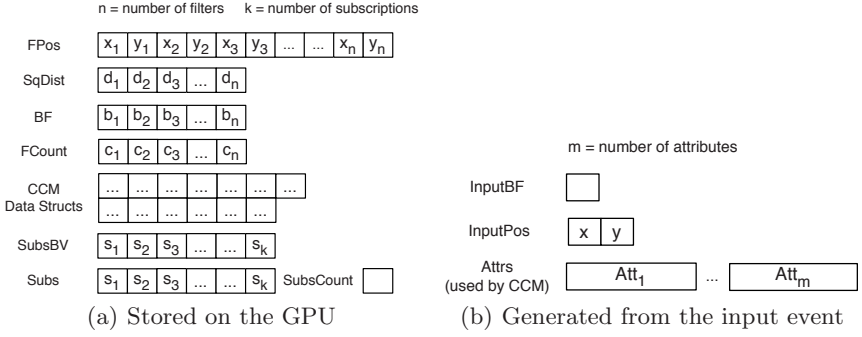 n = number of filters k = number of subscriptions
FPos x1 y1 x2 y2 x3 y3 ... ... xn yn
SqDist d1 d2 d3 ... dn
BF b1 b2 b3 ... bn
FCount c1 c2 c3 ... cn
CCM
Data Structs
... ... ... ... ... ... ...
... ... ... ... ... ...
SubsBV s1 s2 s3 ... ... sk
Subs s1 s2 s3 ... ... sk SubsCount
(a) Stored on the GPU
m = number of attributes
InputBF
InputPos x y
Attrs
(used by CCM)
Att1 ... Attm
(b) Generated from the input event